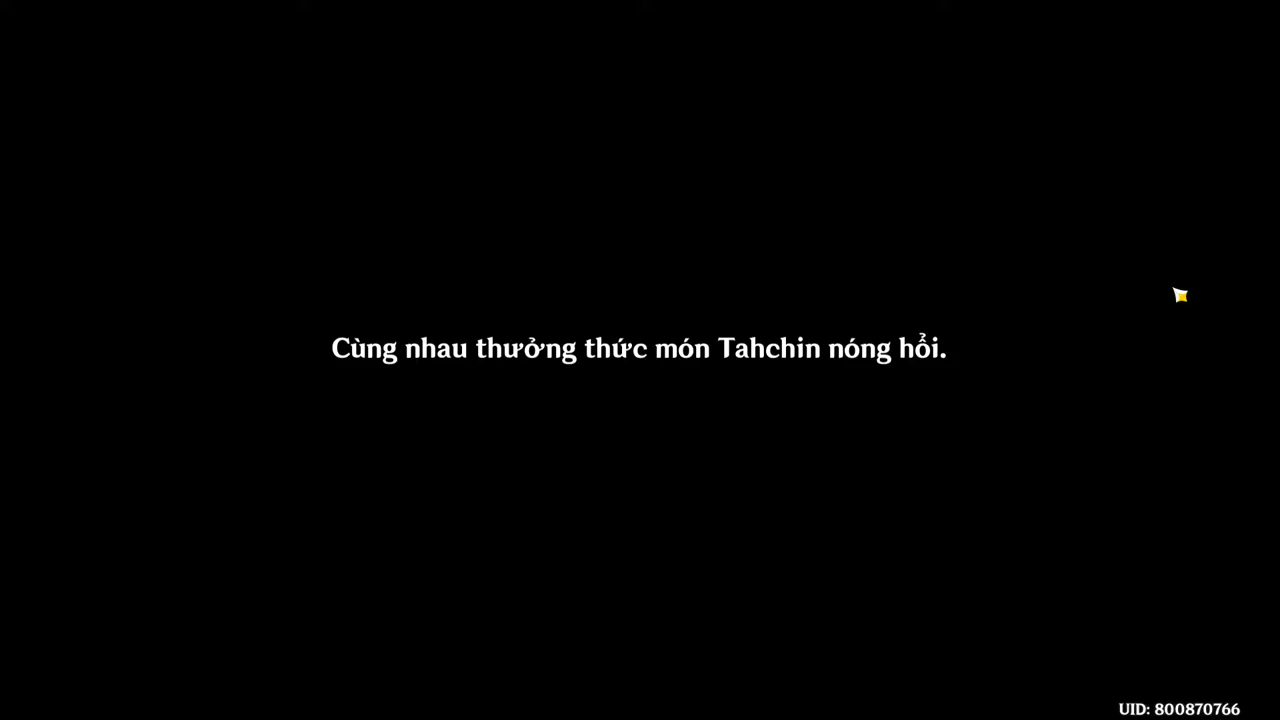 Cùng nhau thưởng thức món Tahchin nóng hổi.
UID: 800870766